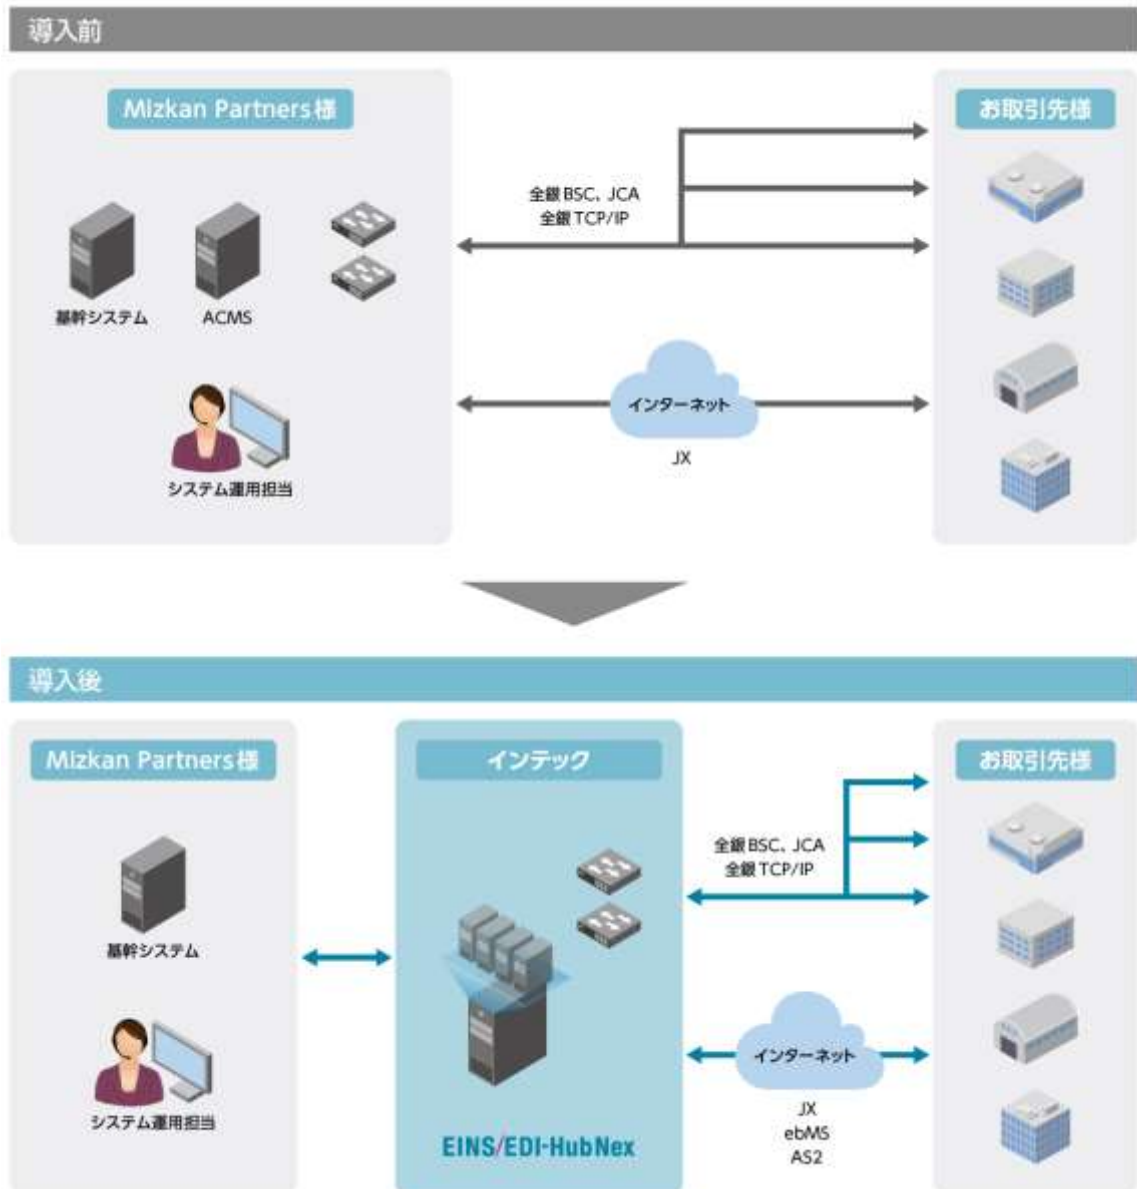 導入前
Mizkan Partners様
お取引先様
全銀BSC、JCA
全銀TCP/IP
基幹システム
ACMS
インターネット
JX
システム運用担当
導入後
Mizkan Partners様
インテック
お取引先様
全銀BSC、JCA
全銀TCP/IP
基幹システム
インターネット
システム運用担当
JX
ebMS
AS2
EINS/EDI-HubNex